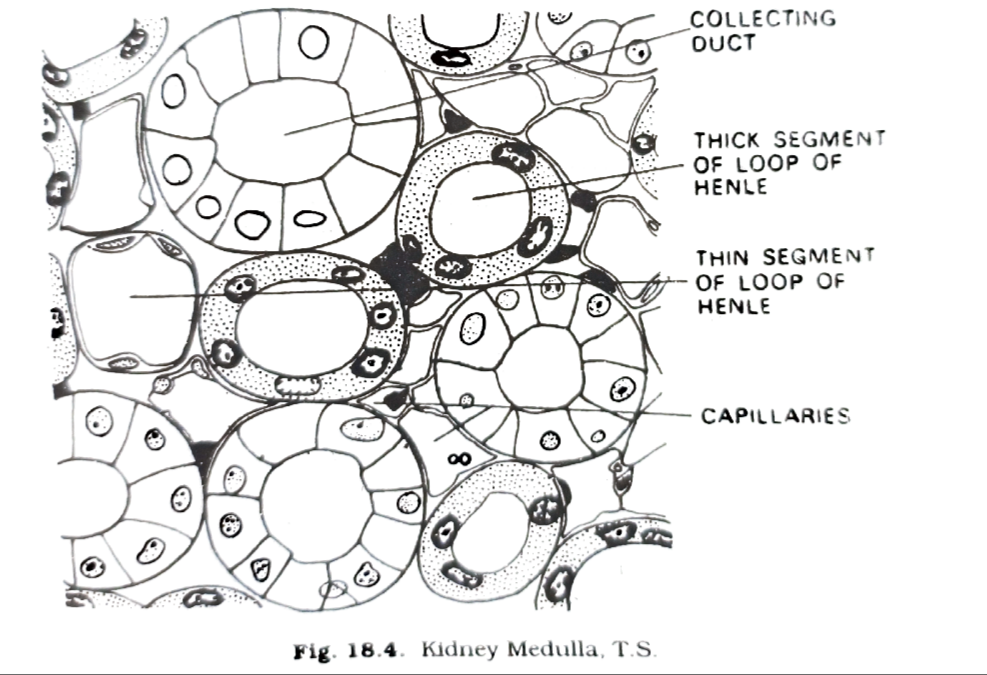 COLLECTING
DUCT
THICK SEGMENT
OF LOOP OF
HENLE
THIN SEGMENT
OF LOOP OF
HENLE
CAPILLARIES
Fig. 18.4. Kidney Medulla, T.S.